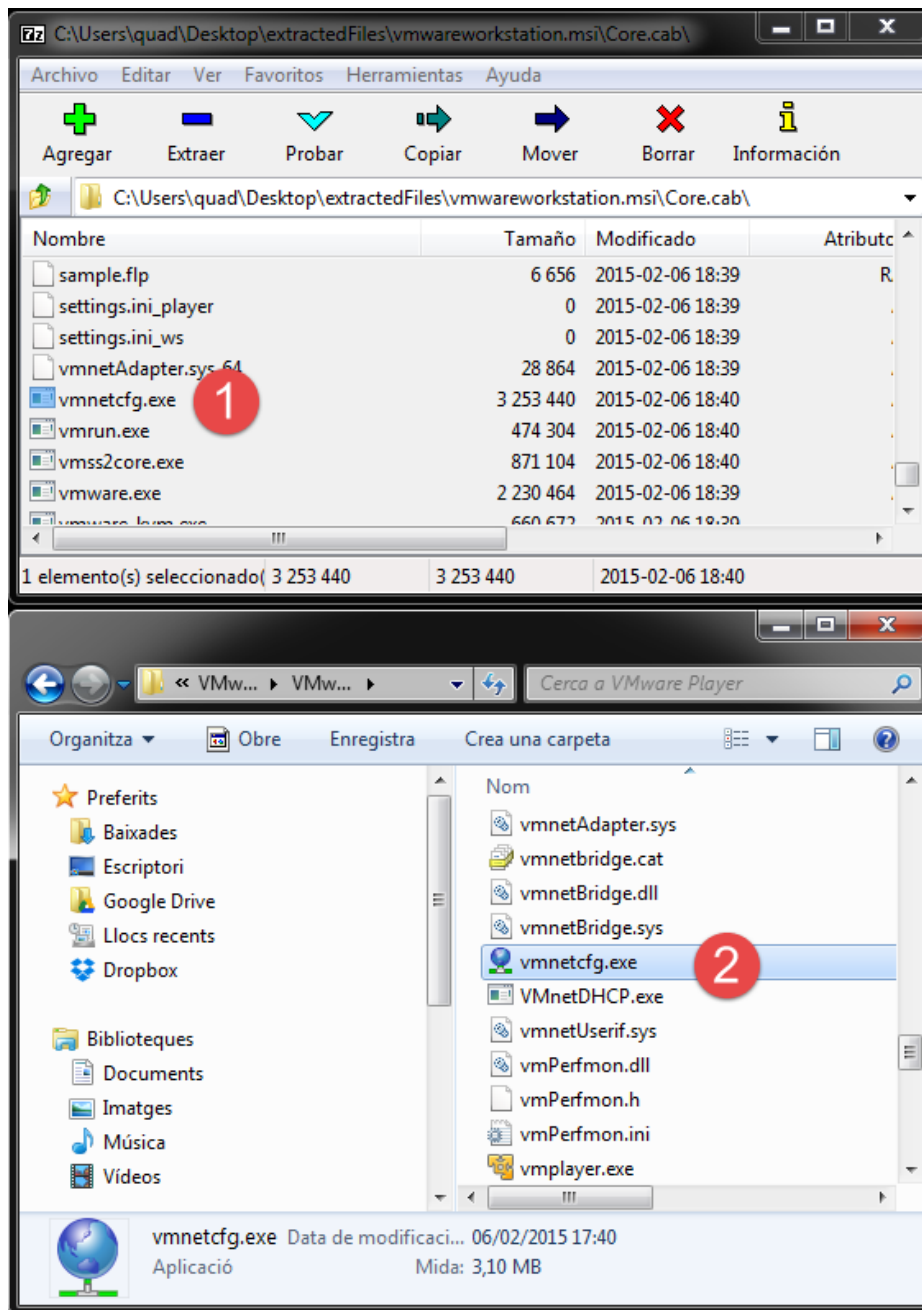 C:\Users\quad\Desktop\extractedFiles\vmwareworkstation.msi\Core.cab\
Archivo Editar Ver Favoritos Herramientas Ayuda
Agregar Extraer Probar Copiar Mover Borrar Información
C:\Users\quad\Desktop\extractedFiles\vmwareworkstation.msi\Core.cab\
Nombre Tamaño Modificado Atributo
sample.flp 6 656 2015-02-06 18:39 R
settings.ini_player 0 2015-02-06 18:39
settings.ini_ws 0 2015-02-06 18:39
vmnetAdapter.sys_64 28 864 2015-02-06 18:39
vmnetcfg.exe 1 3 253 440 2015-02-06 18:40
vmrun.exe 474 304 2015-02-06 18:40
vmss2core.exe 871 104 2015-02-06 18:40
vmware.exe 2 230 464 2015-02-06 18:39
660 672 2015-02-06 18:39
1 elemento(s) seleccionado( 3 253 440 3 253 440 2015-02-06 18:40
« VMw... VMw... Cerca a VMware Player
Organitza Obre Enregistra Crea una carpeta
Preferits
Baixades
Escriptori
Google Drive
Llocs recents
Dropbox
Biblioteques
Documents
Imatges
Música
Vídeos
Nom
vmnetAdapter.sys
vmnetbridge.cat
vmnetBridge.dll
vmnetBridge.sys
vmnetcfg.exe 2
VMnetDHCP.exe
vmnetUserif.sys
vmPerfmon.dll
vmPerfmon.h
vmPerfmon.ini
vmplayer.exe
vmnetcfg.exe Data de modificaci... 06/02/2015 17:40
Aplicació Mida: 3,10 MB